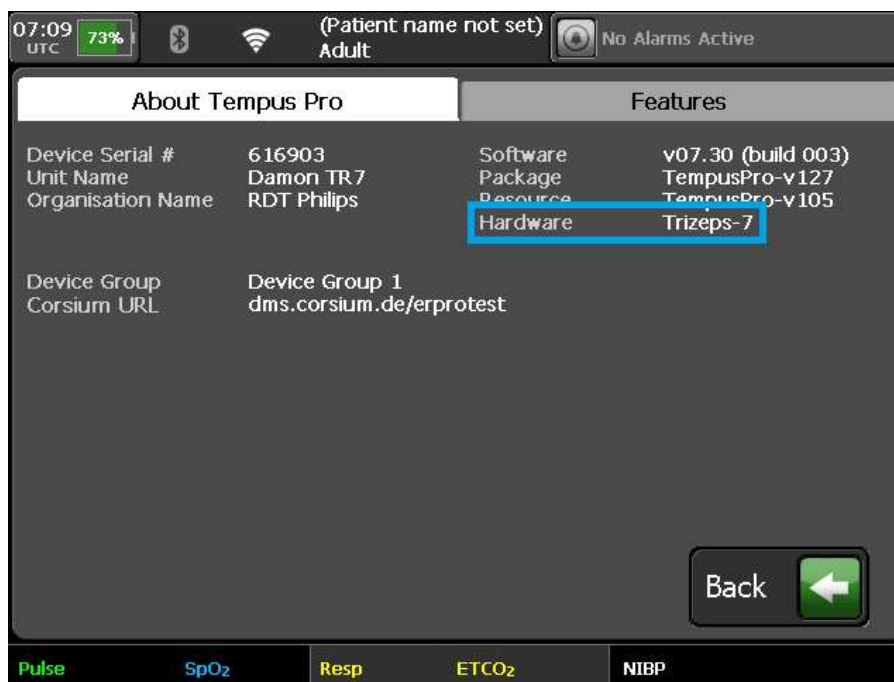 07:09
UTC
73%
(Patient name not set)
Adult
No Alarms Active
About Tempus Pro
Features
Device Serial # 616903
Unit Name Damon TR7
Organisation Name RDT Philips
Software v07.30 (build 003)
Package TempusPro-v127
Resource TempusPro-v105
Hardware Trizeps-7
Device Group Device Group 1
Corsium URL dms.corsium.de/erprotest
Back
Pulse SpO₂ Resp ETCO₂ NIBP